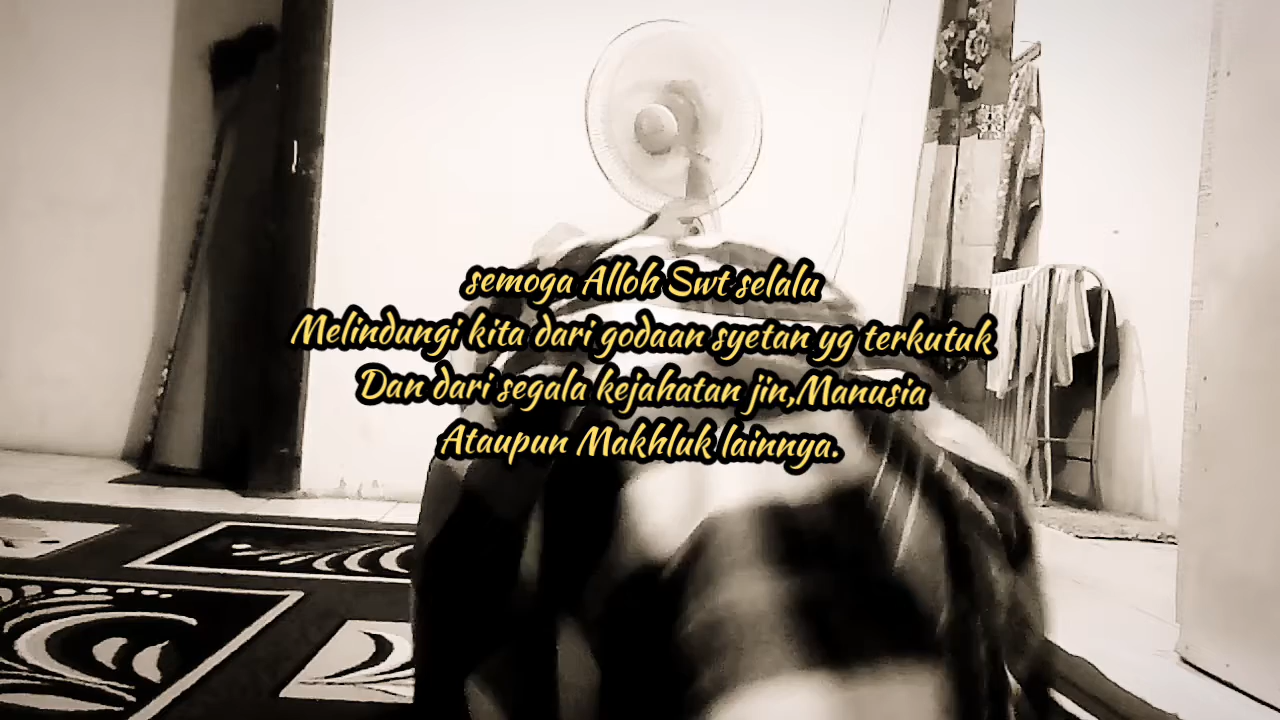 semoga Alloh Swt selalu
Melindungi kita dari godaan syetan yg terkutuk
Dan dari segala kejahatan jin,Manusia
Ataupun Makhluk lainnya.